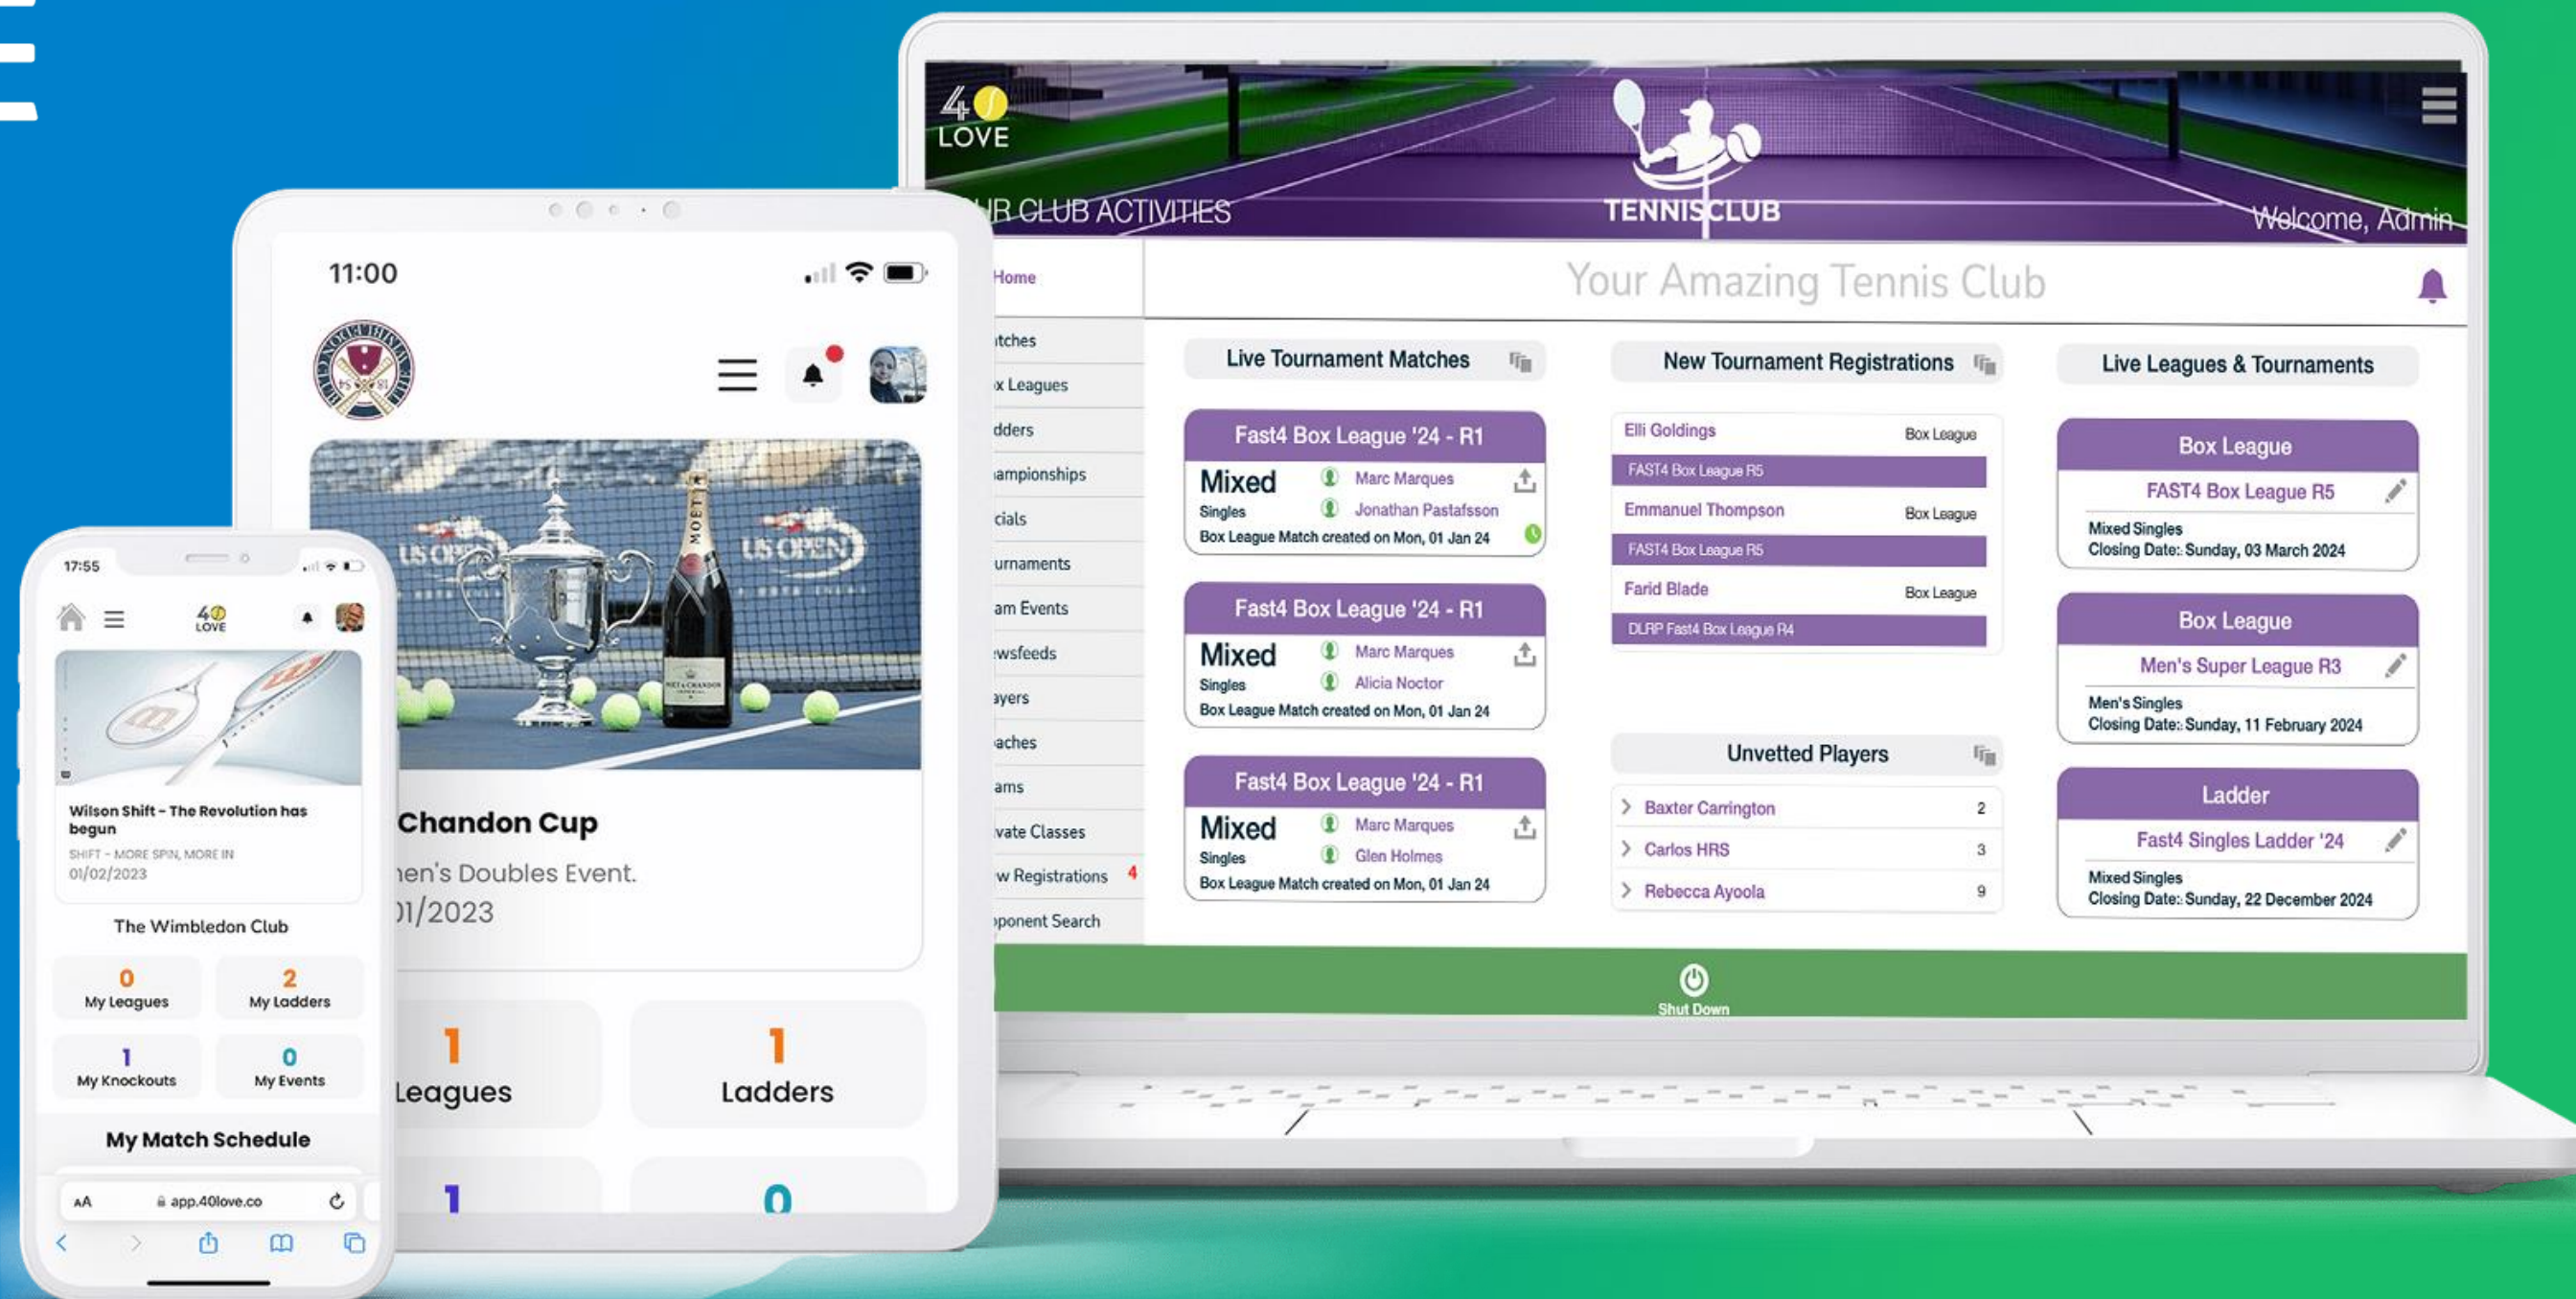 40
LOVE
UR CLUB ACTIVITIES
TENNISCLUB
Welcome, Admin
Home
Your Amazing Tennis Club
tches
x Leagues
dders
ampionships
cials
urnaments
am Events
wsfeeds
ayers
aches
ams
vate Classes
w Registrations 4
ponent Search
Live Tournament Matches
Fast4 Box League '24 - R1
Mixed
Singles
Marc Marques
Jonathan Pastafsson
Box League Match created on Mon, 01 Jan 24
Fast4 Box League '24 - R1
Mixed
Singles
Marc Marques
Alicia Noctor
Box League Match created on Mon, 01 Jan 24
Fast4 Box League '24 - R1
Mixed
Singles
Marc Marques
Glen Holmes
Box League Match created on Mon, 01 Jan 24
New Tournament Registrations
Elli Goldings Box League
FAST4 Box League R5
Emmanuel Thompson Box League
FAST4 Box League R5
Farid Blade Box League
DLRP Fast4 Box League R4
Unvetted Players
Baxter Carrington 2
Carlos HRS 3
Rebecca Ayoola 9
Live Leagues & Tournaments
Box League
FAST4 Box League R5
Mixed Singles
Closing Date: Sunday, 03 March 2024
Box League
Men's Super League R3
Men's Singles
Closing Date: Sunday, 11 February 2024
Ladder
Fast4 Singles Ladder '24
Mixed Singles
Closing Date: Sunday, 22 December 2024
Shut Down
11:00
18 54
US OPEN
US OPEN
MOËT
MOËT & CHANDON
Chandon Cup
en's Doubles Event.
01/2023
1
Leagues
1
Ladders
1
0
17:55
40
LOVE
Wilson Shift - The Revolution has
begun
SHIFT - MORE SPIN, MORE IN
01/02/2023
The Wimbledon Club
0
My Leagues
2
My Ladders
1
My Knockouts
0
My Events
My Match Schedule
AA app.40love.co